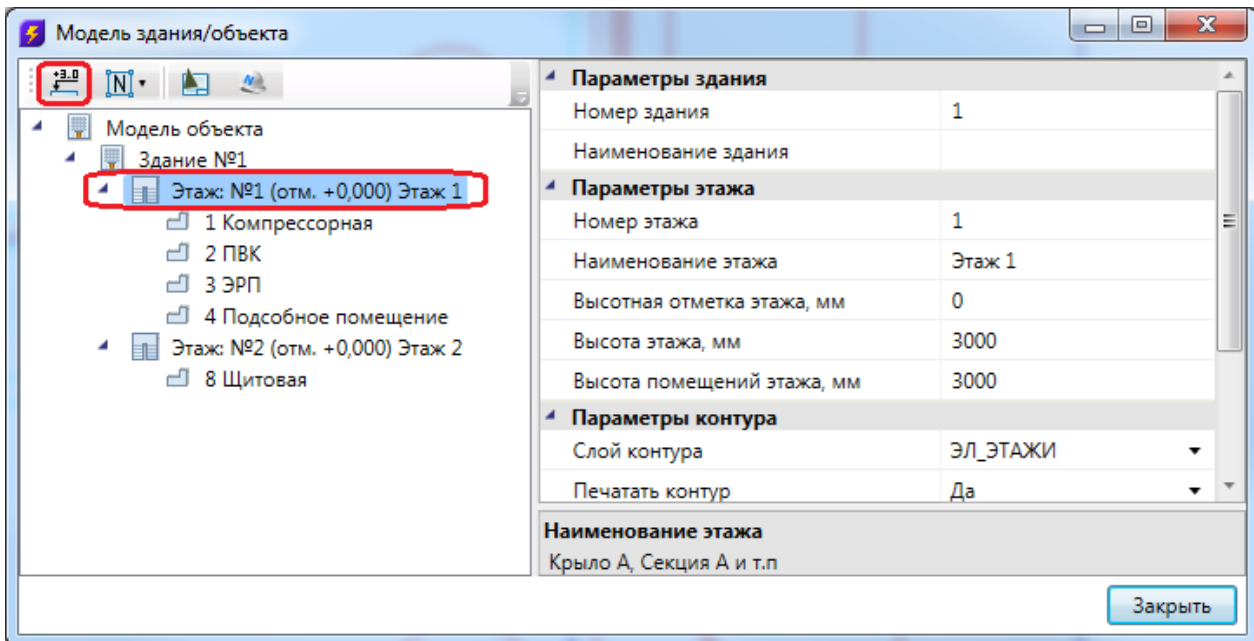 Модель здания/объекта
+3.0
N
Модель объекта
Здание №1
Этаж: №1 (отм. +0,000) Этаж 1
1 Компрессорная
2 ПВК
3 ЭРП
4 Подсобное помещение
Этаж: №2 (отм. +0,000) Этаж 2
8 Щитовая
Параметры здания
Номер здания 1
Наименование здания
Параметры этажа
Номер этажа 1
Наименование этажа Этаж 1
Высотная отметка этажа, мм 0
Высота этажа, мм 3000
Высота помещений этажа, мм 3000
Параметры контура
Слой контура ЭЛ_ЭТАЖИ
Печатать контур Да
Наименование этажа
Крыло А, Секция А и т.п
Закрыть